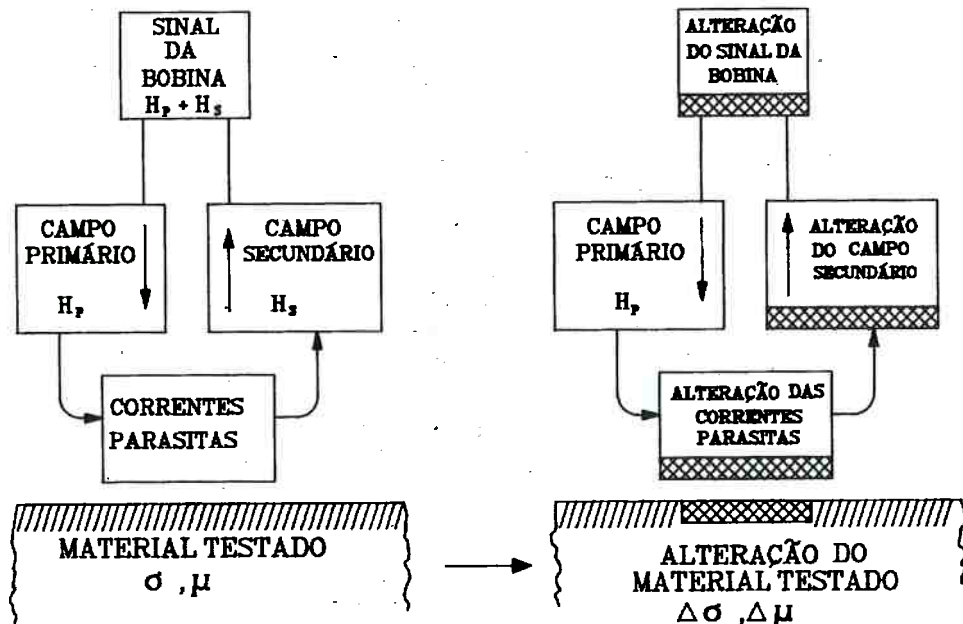 SINAL
DA
BOBINA
Hₚ + Hₛ
CAMPO
PRIMÁRIO
Hₚ
CAMPO
SECUNDÁRIO
Hₛ
CORRENTES
PARASITAS
MATERIAL TESTADO
σ ,μ
ALTERAÇÃO
DO SINAL DA
BOBINA
CAMPO
PRIMÁRIO
Hₚ
ALTERAÇÃO
DO CAMPO
SECUNDÁRIO
ALTERAÇÃO DAS
CORRENTES
PARASITAS
ALTERAÇÃO DO
MATERIAL TESTADO
Δσ ,Δμ